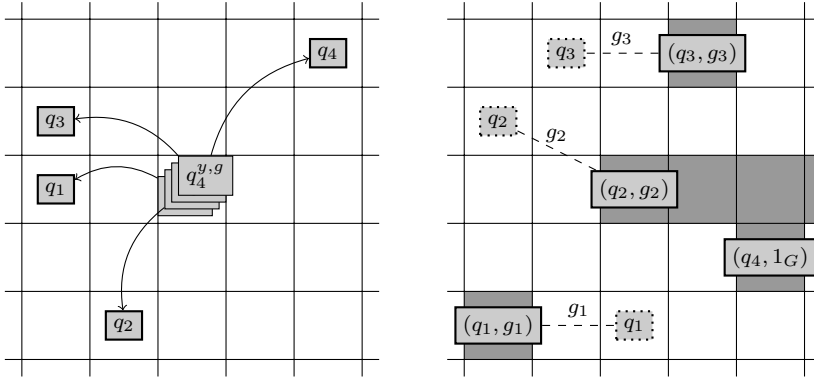 q₄
q₃
q₁
q₄^{y,g}
q₂
q₃
g₃
(q₃, g₃)
q₂
g₂
(q₂, g₂)
(q₄, 1_G)
(q₁, g₁)
g₁
q₁